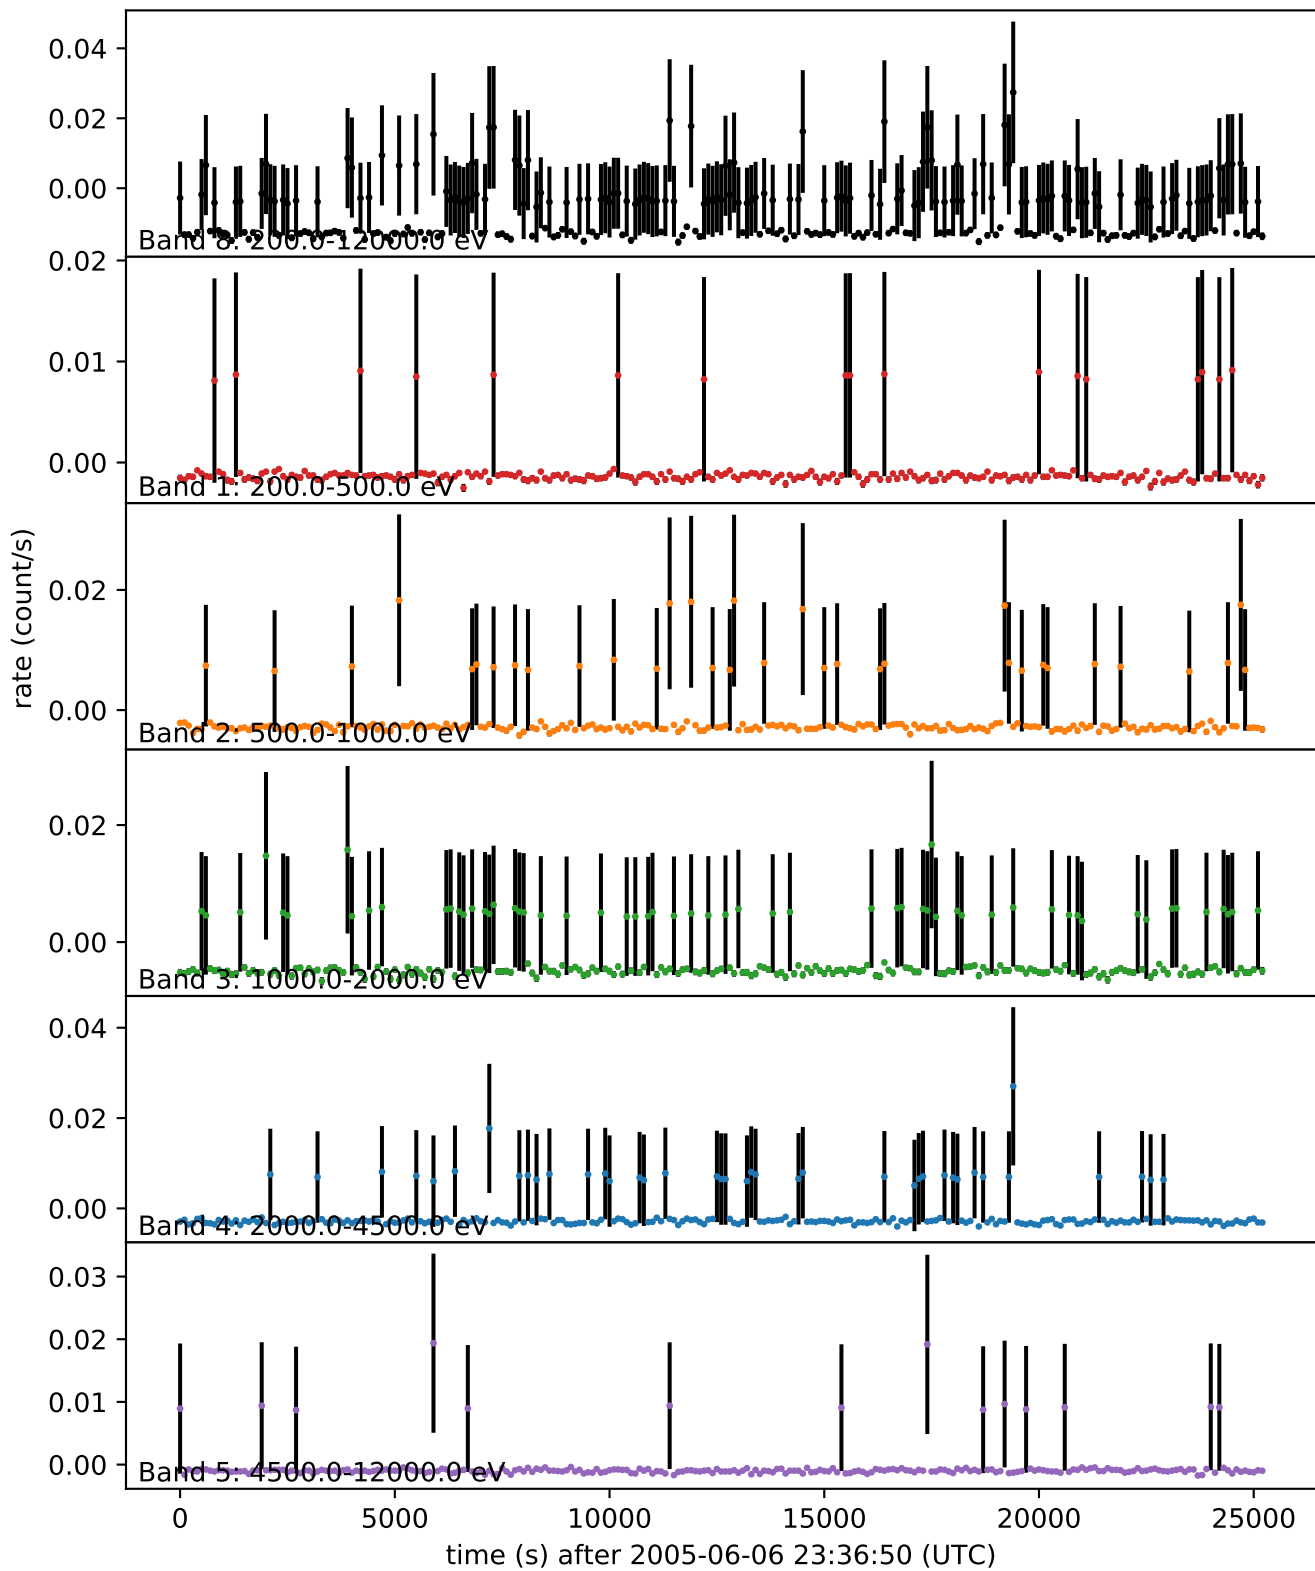 0.04
0.02
0.00
Band 8: 200.0-12000.0 eV
0.02
0.01
0.00
Band 1: 200.0-500.0 eV
0.02
0.00
Band 2: 500.0-1000.0 eV
0.02
0.00
Band 3: 1000.0-2000.0 eV
0.04
0.02
0.00
Band 4: 2000.0-4500.0 eV
0.03
0.02
0.01
0.00
Band 5: 4500.0-12000.0 eV
rate (count/s)
0 5000 10000 15000 20000 25000
time (s) after 2005-06-06 23:36:50 (UTC)